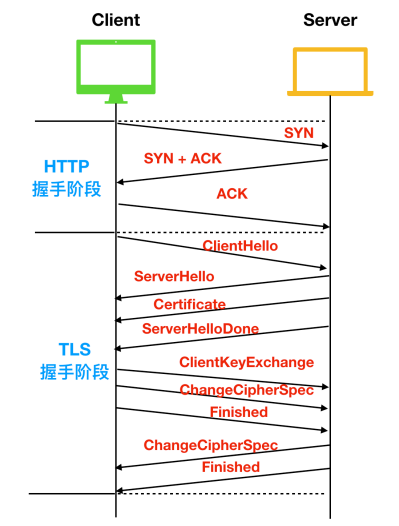 Client
Server
SYN
SYN + ACK
HTTP
握手阶段
ACK
ClientHello
ServerHello
Certificate
ServerHelloDone
TLS
握手阶段
ClientKeyExchange
ChangeCipherSpec
Finished
ChangeCipherSpec
Finished